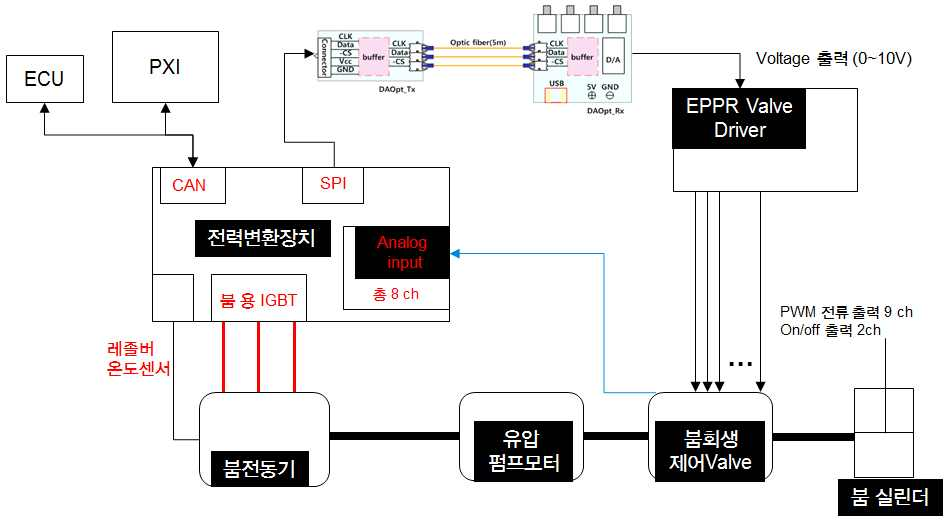 ECU
PXI
Connector
CLK
Data
-CS
Vcc
GND
buffer
CLK
Data
-CS
DAOpt_Tx
Optic fiber(5m)
CLK
Data
-CS
buffer
D/A
USB
5V
GND
DAOpt_Rx
Voltage 출력 (0~10V)
EPPR Valve
Driver
CAN
SPI
전력변환장치
Analog
input
총 8 ch
붐 용 IGBT
레졸버
온도센서
PWM 전류 출력 9 ch
On/off 출력 2ch
...
붐전동기
유압
펌프모터
붐회생
제어Valve
붐 실린더